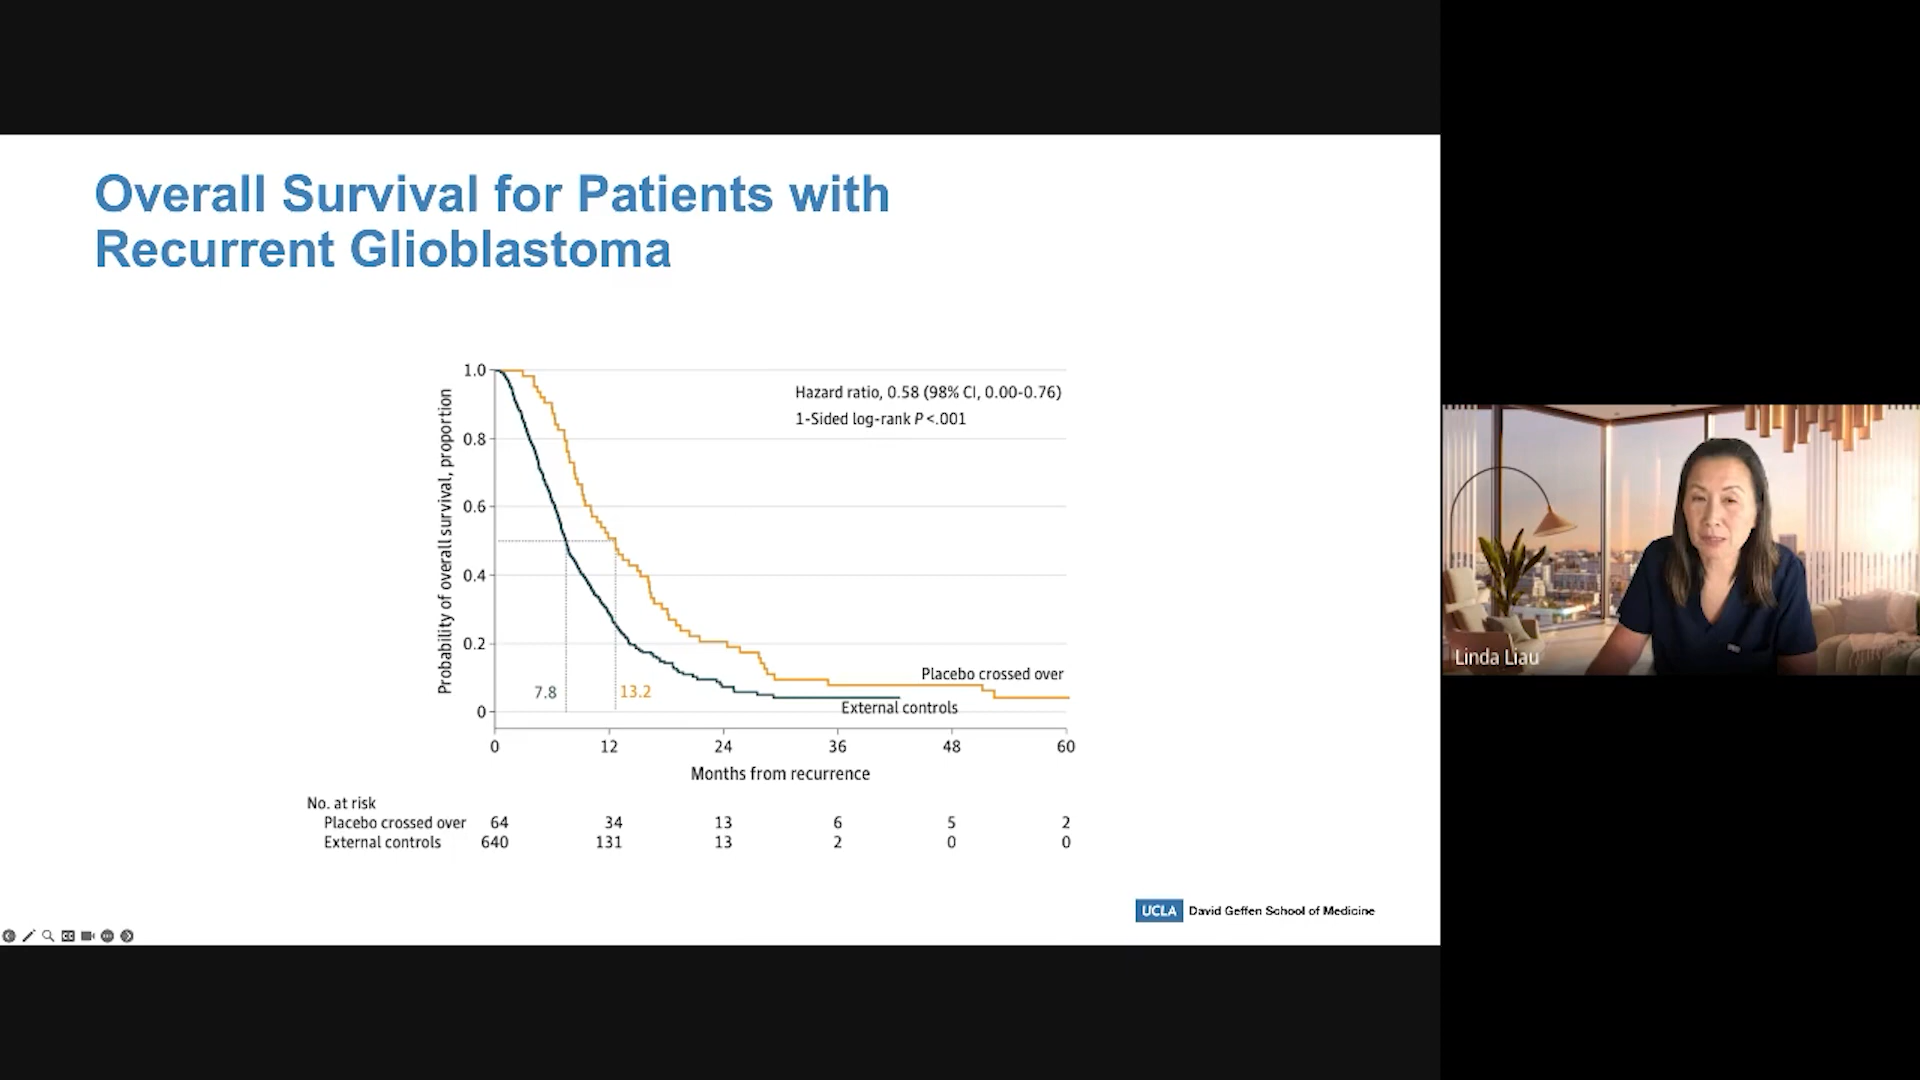 Overall Survival for Patients with
Recurrent Glioblastoma
Probability of overall survival, proportion
1.0
0.8
0.6
0.4
0.2
0
Hazard ratio, 0.58 (98% CI, 0.00-0.76)
1-Sided log-rank P <.001
7.8
13.2
Placebo crossed over
External controls
0 12 24 36 48 60
Months from recurrence
No. at risk
Placebo crossed over 64 34 13 6 5 2
External controls 640 131 13 2 0 0
UCLA David Geffen School of Medicine
Linda Liau